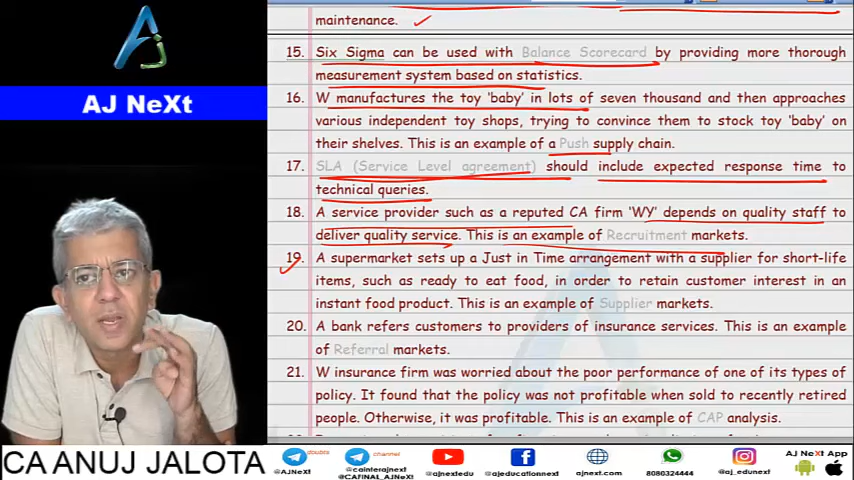 maintenance.
15. Six Sigma can be used with Balance Scorecard by providing more thorough
measurement system based on statistics.
16. W manufactures the toy 'baby' in lots of seven thousand and then approaches
various independent toy shops, trying to convince them to stock toy 'baby' on
their shelves. This is an example of a Push supply chain.
17. SLA (Service Level agreement) should include expected response time to
technical queries.
18. A service provider such as a reputed CA firm 'WY' depends on quality staff to
deliver quality service. This is an example of Recruitment markets.
19. A supermarket sets up a Just in Time arrangement with a supplier for short-life
items, such as ready to eat food, in order to retain customer interest in an
instant food product. This is an example of Supplier markets.
20. A bank refers customers to providers of insurance services. This is an example
of Referral markets.
21. W insurance firm was worried about the poor performance of one of its types of
policy. It found that the policy was not profitable when sold to recently retired
people. Otherwise, it was profitable. This is an example of CAP analysis.
AJ NeXt
CA ANUJ JALOTA
doubts
@AJNeXt
channel
@cainterajnext
@CAFINAL_AJNeXt
@ajnextedu
@ajeducationnext
ajnext.com
8080324444
@aj_edunext
AJ NeXt App